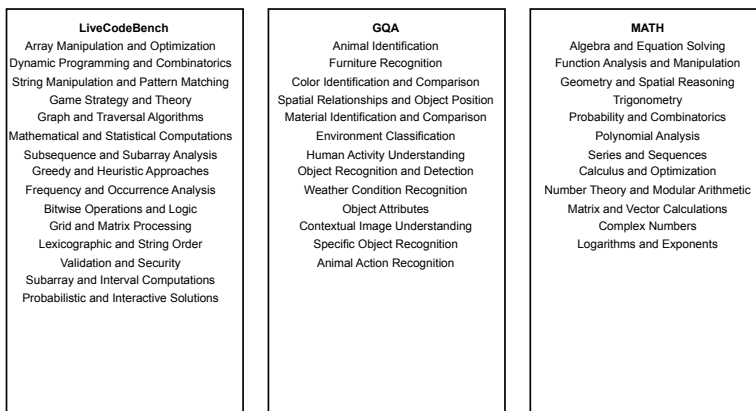 LiveCodeBench
Array Manipulation and Optimization
Dynamic Programming and Combinatorics
String Manipulation and Pattern Matching
Game Strategy and Theory
Graph and Traversal Algorithms
Mathematical and Statistical Computations
Subsequence and Subarray Analysis
Greedy and Heuristic Approaches
Frequency and Occurrence Analysis
Bitwise Operations and Logic
Grid and Matrix Processing
Lexicographic and String Order
Validation and Security
Subarray and Interval Computations
Probabilistic and Interactive Solutions
GQA
Animal Identification
Furniture Recognition
Color Identification and Comparison
Spatial Relationships and Object Position
Material Identification and Comparison
Environment Classification
Human Activity Understanding
Object Recognition and Detection
Weather Condition Recognition
Object Attributes
Contextual Image Understanding
Specific Object Recognition
Animal Action Recognition
MATH
Algebra and Equation Solving
Function Analysis and Manipulation
Geometry and Spatial Reasoning
Trigonometry
Probability and Combinatorics
Polynomial Analysis
Series and Sequences
Calculus and Optimization
Number Theory and Modular Arithmetic
Matrix and Vector Calculations
Complex Numbers
Logarithms and Exponents